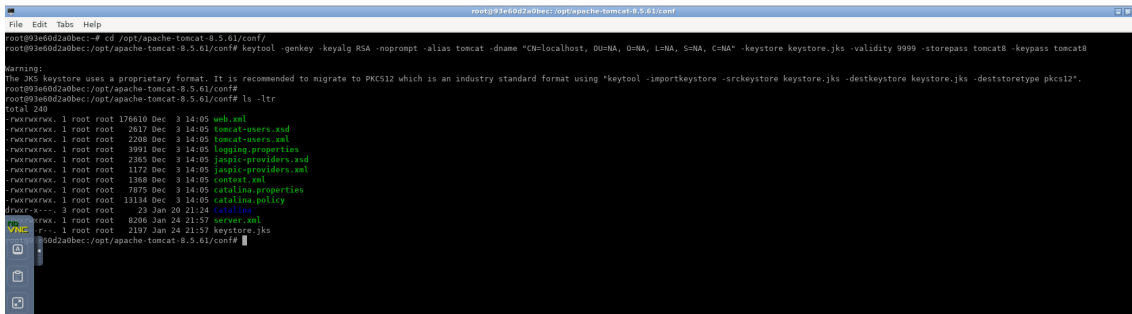 root@93e60d2a0bec: /opt/apache-tomcat-8.5.61/conf
File Edit Tabs Help
root@93e60d2a0bec:~# cd /opt/apache-tomcat-8.5.61/conf/
root@93e60d2a0bec:/opt/apache-tomcat-8.5.61/conf# keytool -genkey -keyalg RSA -noprompt -alias tomcat -dname "CN=localhost, OU=NA, O=NA, L=NA, S=NA, C=NA" -keystore keystore.jks -validity 9999 -storepass tomcat8 -keypass tomcat8
Warning:
The JKS keystore uses a proprietary format. It is recommended to migrate to PKCS12 which is an industry standard format using "keytool -importkeystore -srckeystore keystore.jks -destkeystore keystore.jks -deststoretype pkcs12".
root@93e60d2a0bec:/opt/apache-tomcat-8.5.61/conf#
root@93e60d2a0bec:/opt/apache-tomcat-8.5.61/conf# ls -ltr
total 240
-rwxrwxrwx. 1 root root 176610 Dec 3 14:05 web.xml
-rwxrwxrwx. 1 root root 2617 Dec 3 14:05 tomcat-users.xsd
-rwxrwxrwx. 1 root root 2208 Dec 3 14:05 tomcat-users.xml
-rwxrwxrwx. 1 root root 3991 Dec 3 14:05 logging.properties
-rwxrwxrwx. 1 root root 2365 Dec 3 14:05 jaspic-providers.xsd
-rwxrwxrwx. 1 root root 1172 Dec 3 14:05 jaspic-providers.xml
-rwxrwxrwx. 1 root root 1368 Dec 3 14:05 context.xml
-rwxrwxrwx. 1 root root 7875 Dec 3 14:05 catalina.properties
-rwxrwxrwx. 1 root root 13134 Dec 3 14:05 catalina.policy
drwxr-x---. 3 root root 23 Jan 20 21:24 Catalina
xrwx. 1 root root 8206 Jan 24 21:57 server.xml
VNC
-r--. 1 root root 2197 Jan 24 21:57 keystore.jks
60d2a0bec:/opt/apache-tomcat-8.5.61/conf#
A